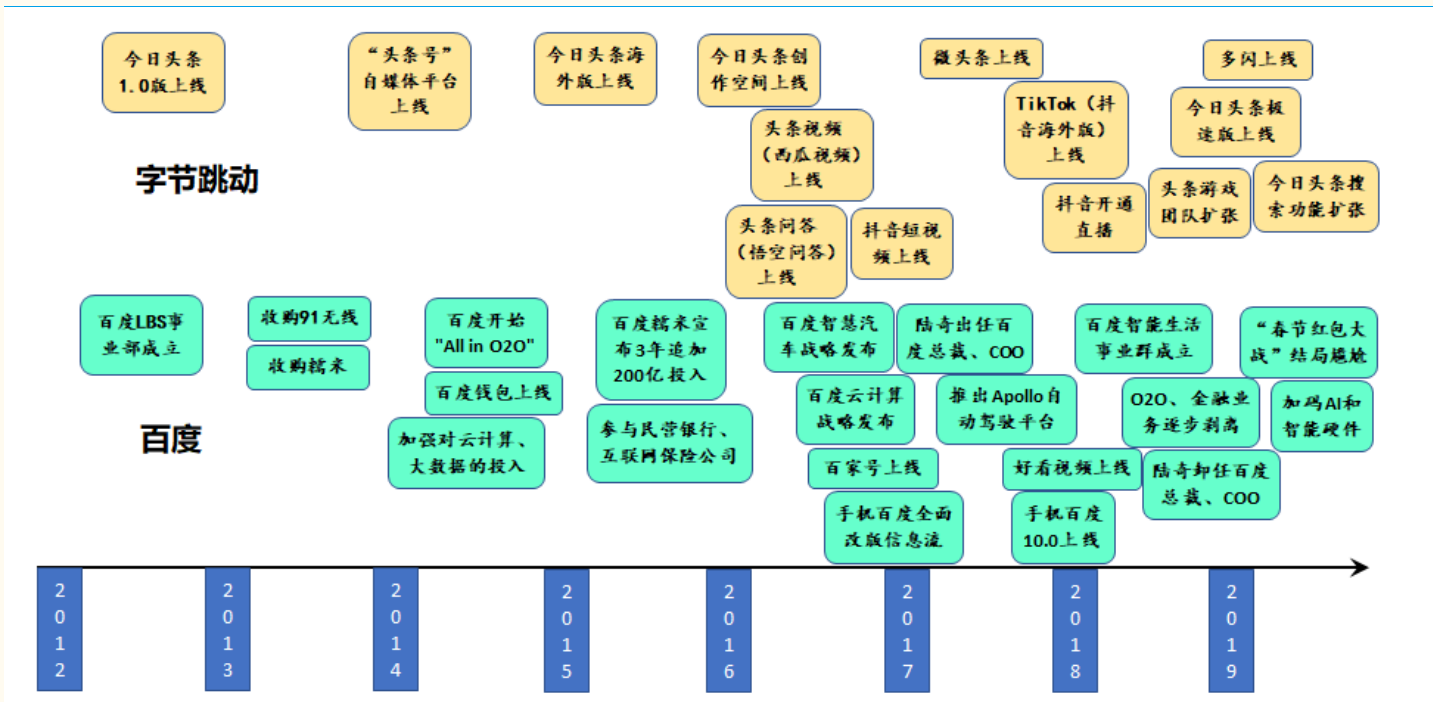 今日头条
1.0版上线
“头条号”
自媒体平台
上线
今日头条海
外版上线
今日头条创
作空间上线
头条视频
（西瓜视频）
上线
头条问答
（悟空问答）
上线
抖音短视
频上线
微头条上线
TikTok（抖
音海外版）
上线
抖音开通
直播
多闪上线
今日头条极
速版上线
头条游戏
团队扩张
今日头条搜
索功能扩张
字节跳动
百度LBS事
业部成立
收购91无线
收购糯米
百度开始
"All in O2O"
百度钱包上线
加强对云计算、
大数据的投入
百度糯米宣
布3年追加
200亿投入
参与民营银行、
互联网保险公司
百度智慧汽
车战略发布
百度云计算
战略发布
百家号上线
手机百度全面
改版信息流
陆奇出任百
度总裁、COO
推出Apollo自
动驾驶平台
好看视频上线
手机百度
10.0上线
百度智能生活
事业群成立
O2O、金融业
务逐步剥离
陆奇卸任百度
总裁、COO
“春节红包大
战”结局尴尬
加码AI和
智能硬件
百度
2012
2013
2014
2015
2016
2017
2018
2019